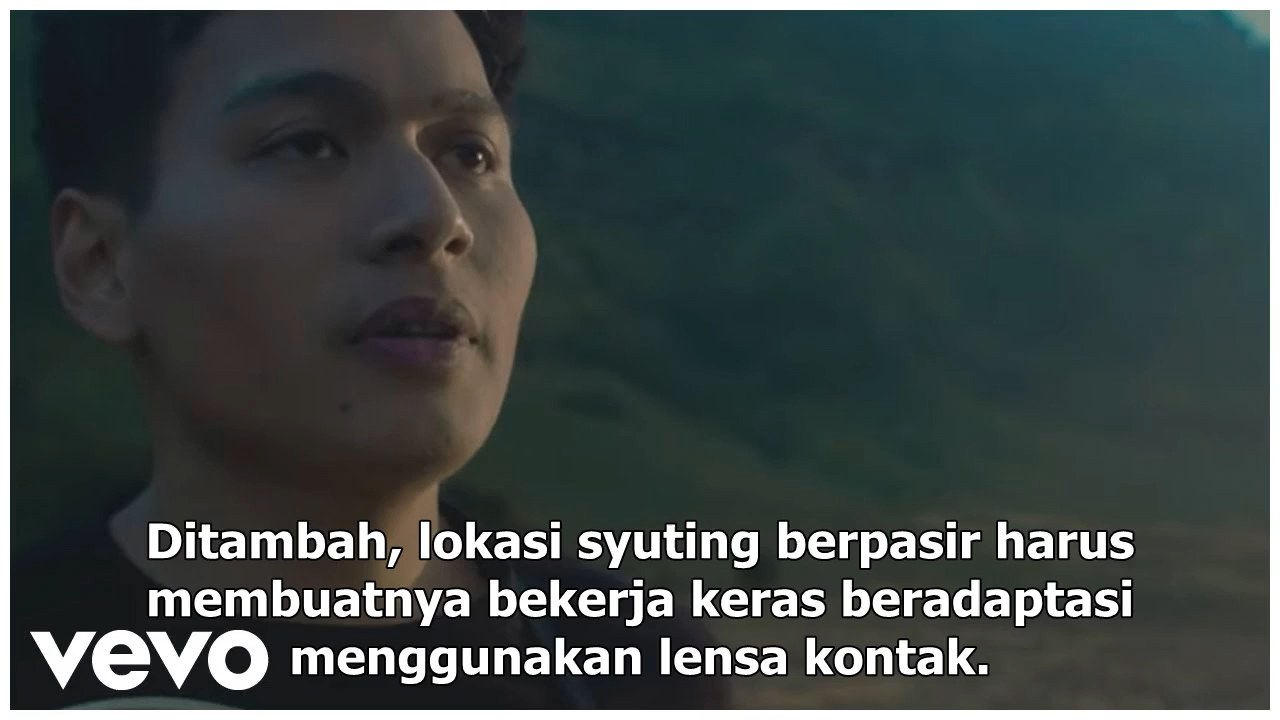 Ditambah, lokasi syuting berpasir harus
membuatnya bekerja keras beradaptasi
menggunakan lensa kontak.
vevo